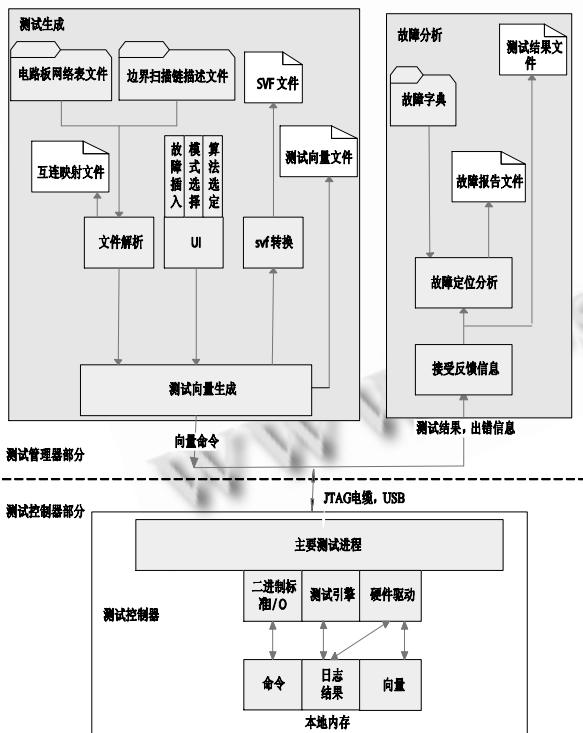 测试生成
电路板网络表文件
边界扫描链描述文件
SVF 文件
测试向量文件
互连映射文件
故障插入
模式选择
算法选定
文件解析
UI
svf 转换
测试向量生成
向量命令
故障分析
测试结果文
件
故障字典
故障报告文件
故障定位分析
接受反馈信息
测试结果，出错信息
测试管理器部分
测试控制器部分
JTAG电缆，USB
主要测试进程
二进制标
准I/O
测试引擎
硬件驱动
测试控制器
命令
日志
结果
向量
本地内存